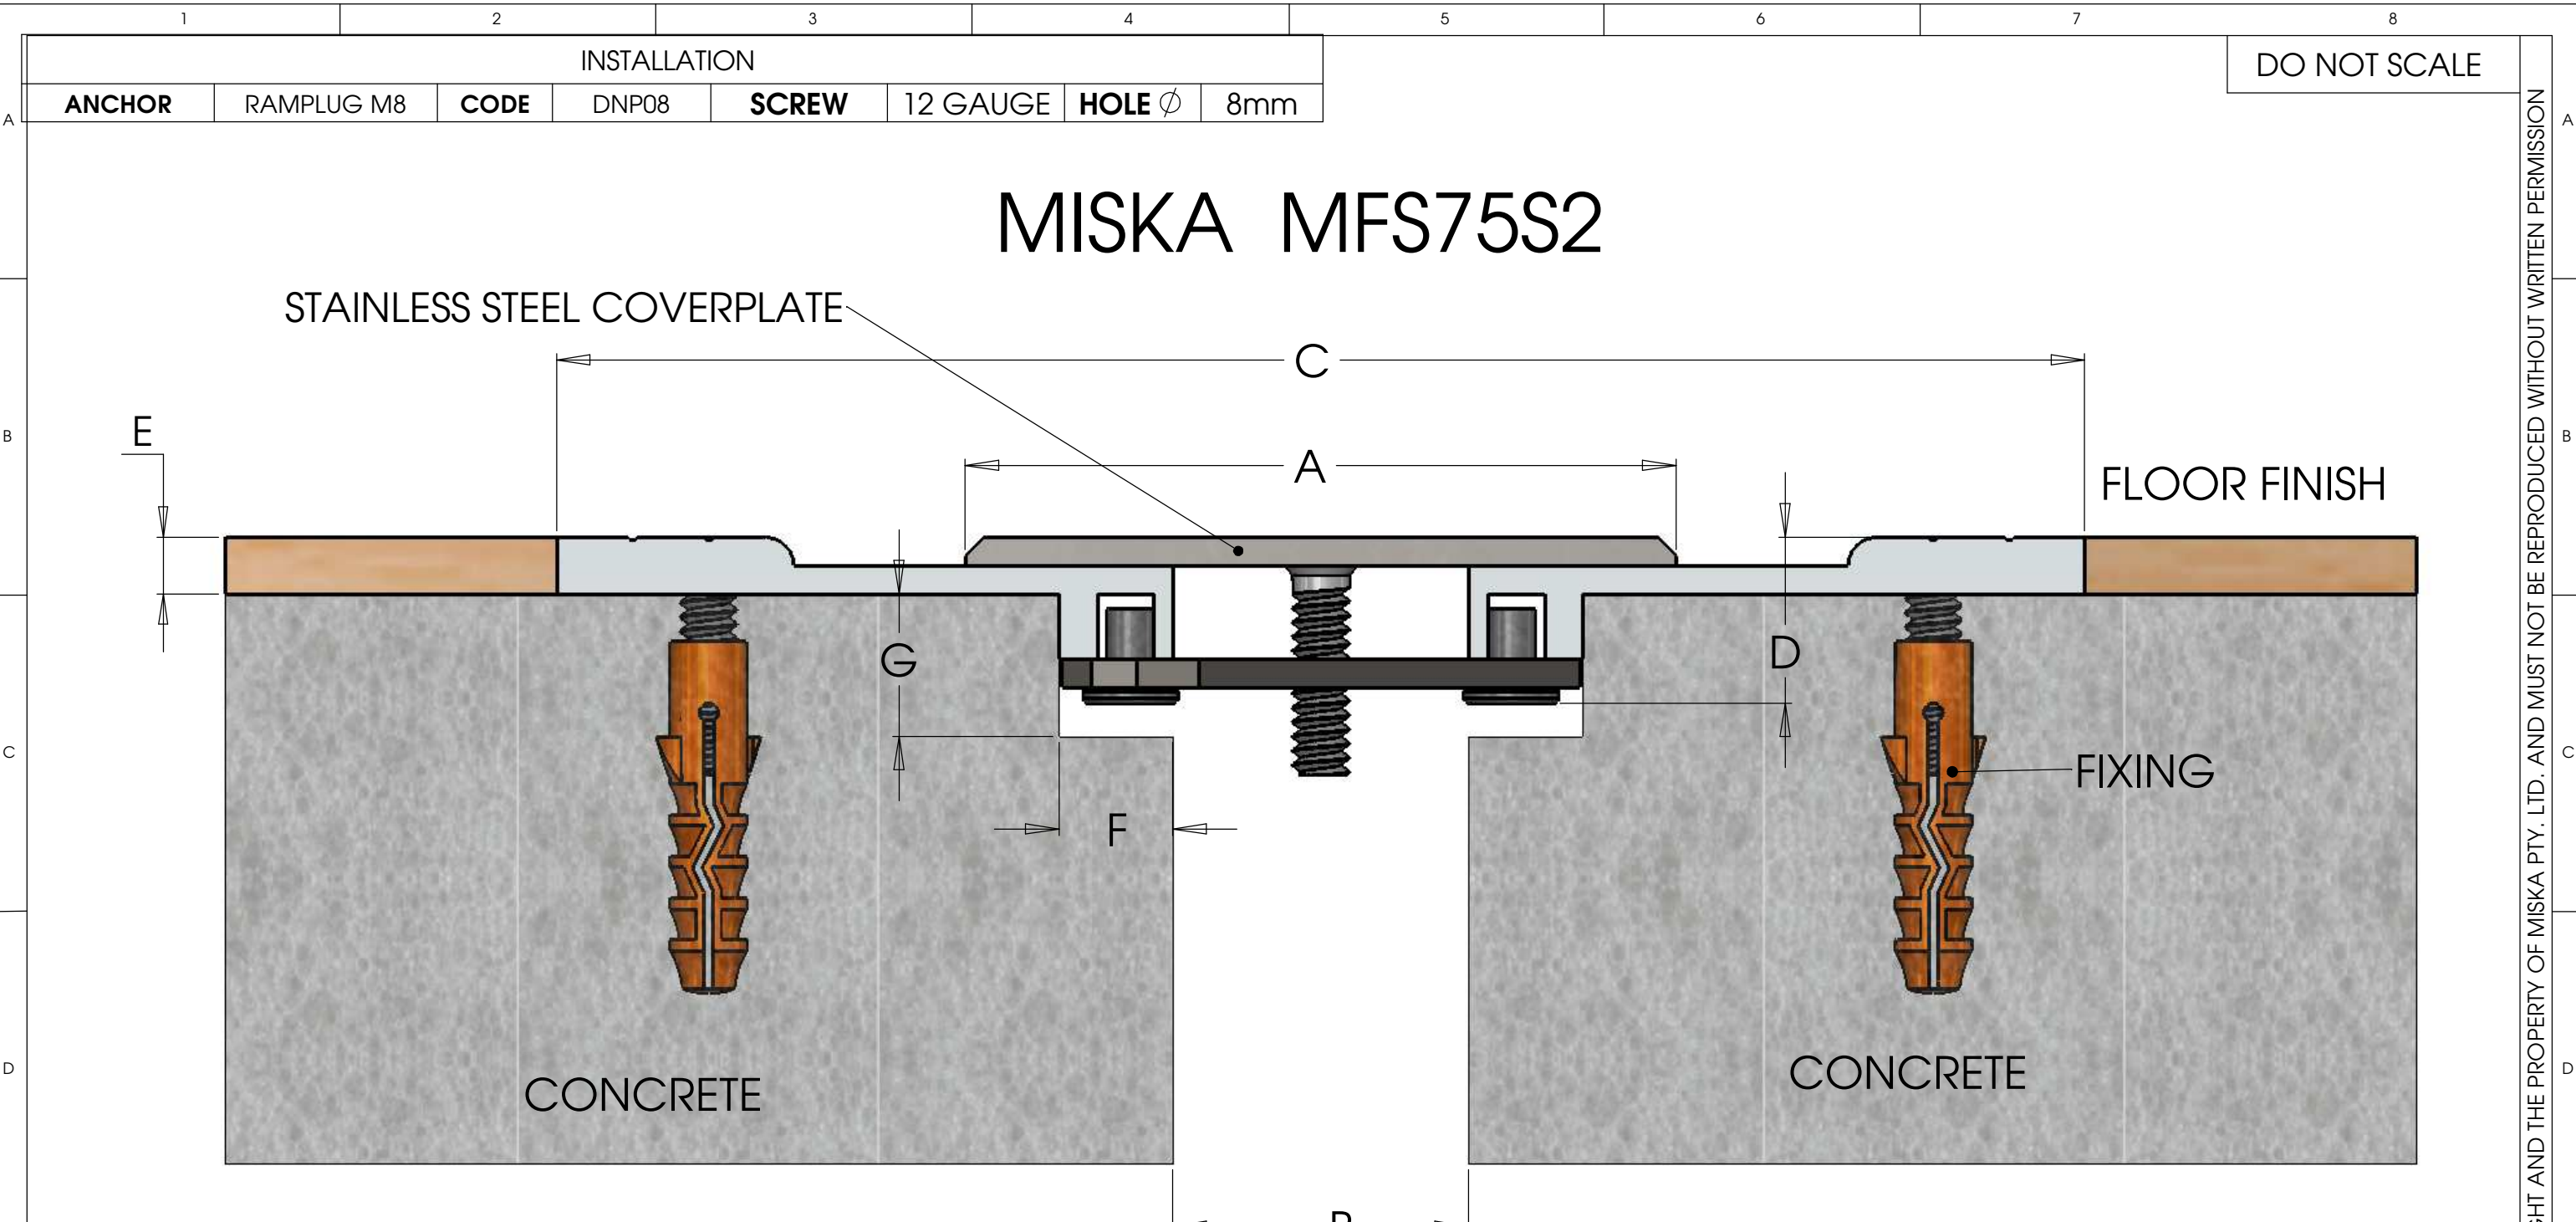 1 2 3 4 5 6 7 8
INSTALLATION
DO NOT SCALE
ANCHOR RAMPLUG M8 CODE DNP08 SCREW 12 GAUGE HOLE ∅ 8mm
A A
MISKA MFS75S2
STAINLESS STEEL COVERPLATE
C
E
B B
A
FLOOR FINISH
G
D
C C
FIXING
F
D D
CONCRETE
CONCRETE
AND THE PROPERTY OF MISKA PTY. LTD. AND MUST NOT BE REPRODUCED WITHOUT WRITTEN PERMISSION